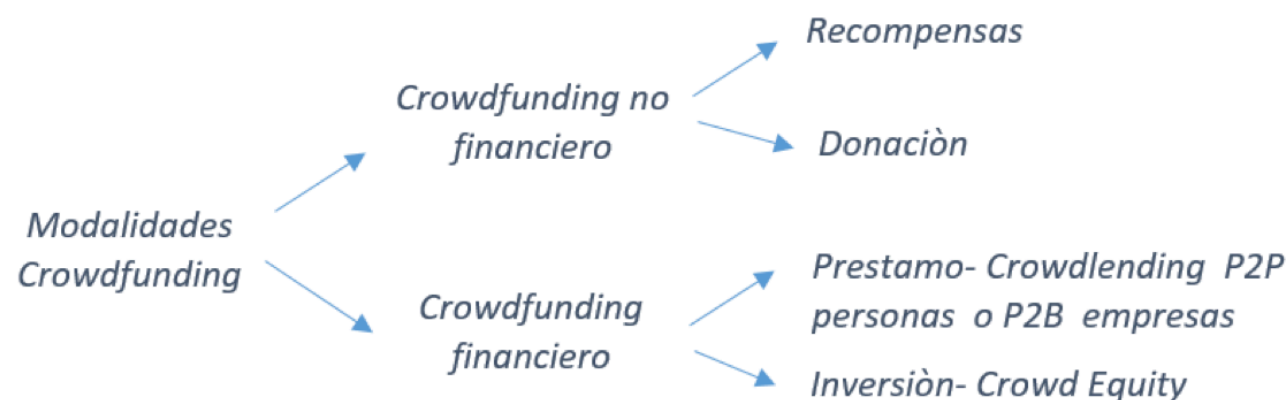 Modalidades
Crowdfunding
Crowdfunding no
financiero
Recompensas
Donaciòn
Crowdfunding
financiero
Prestamo- Crowdlending P2P
personas o P2B empresas
Inversiòn- Crowd Equity